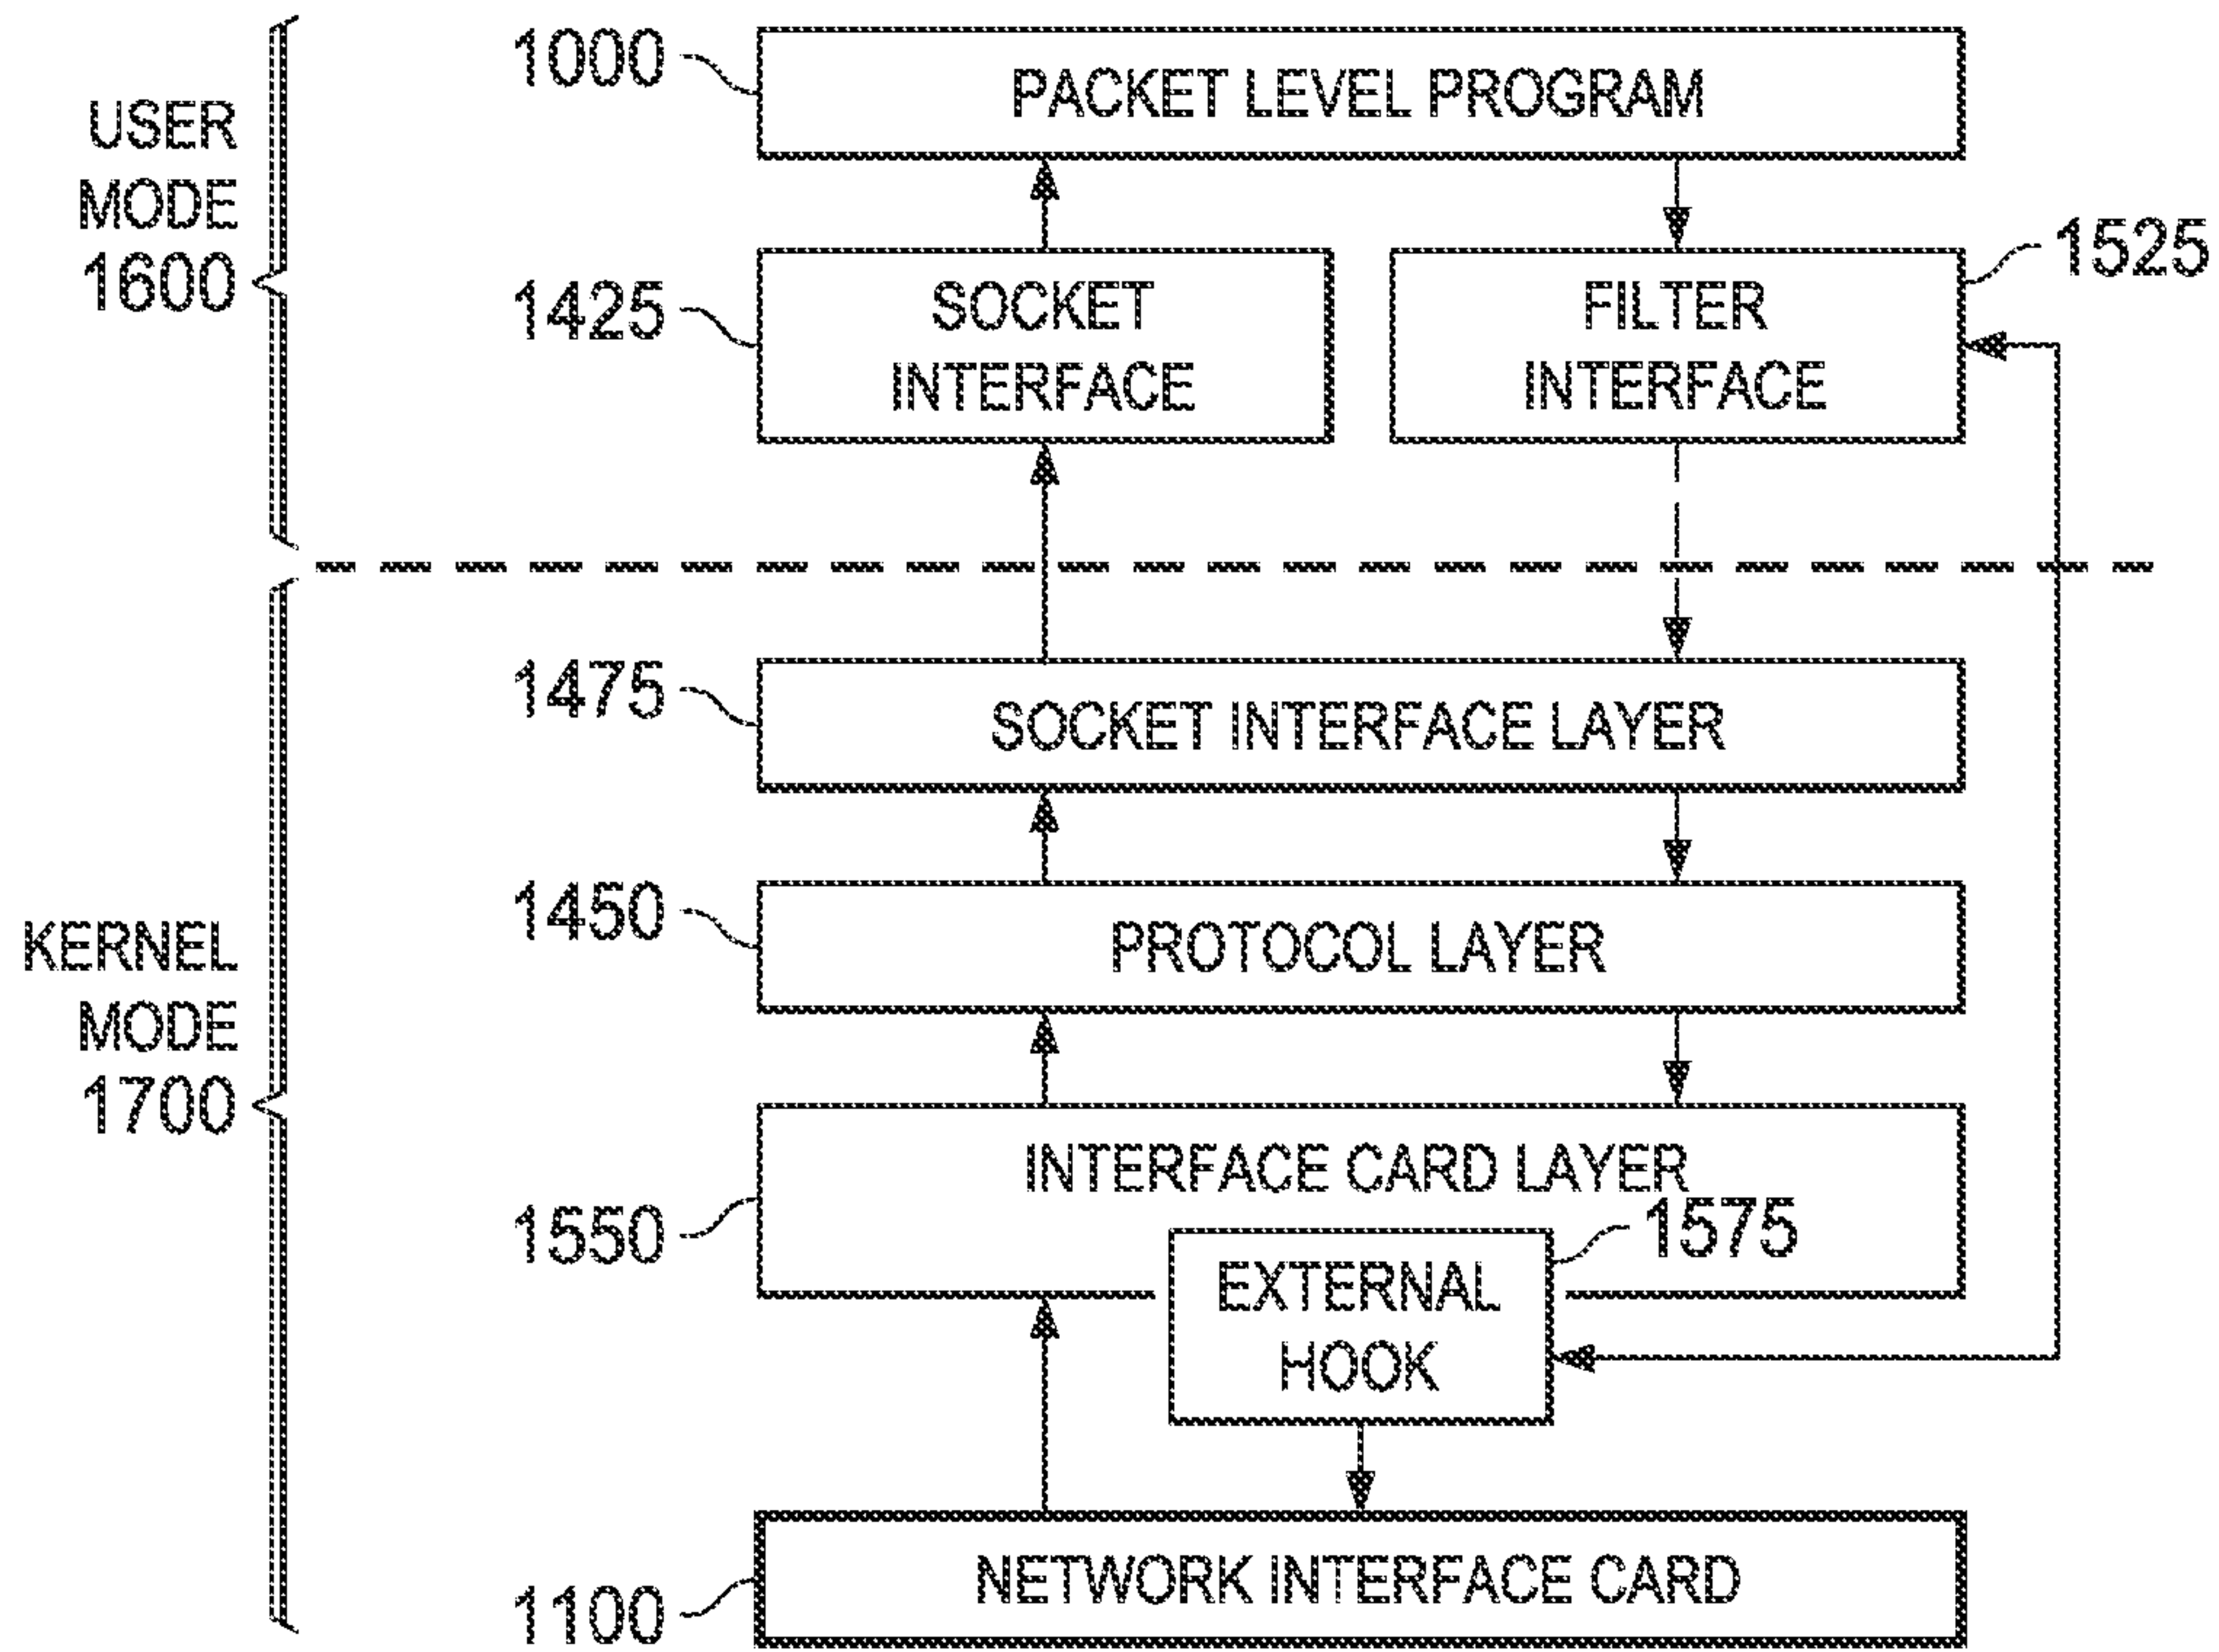 1000
PACKET LEVEL PROGRAM
USER
MODE
1600
1425
SOCKET
INTERFACE
FILTER
INTERFACE
1525
1475
SOCKET INTERFACE LAYER
1450
PROTOCOL LAYER
KERNEL
MODE
1700
INTERFACE CARD LAYER
1550
1575
EXTERNAL
HOOK
1100
NETWORK INTERFACE CARD